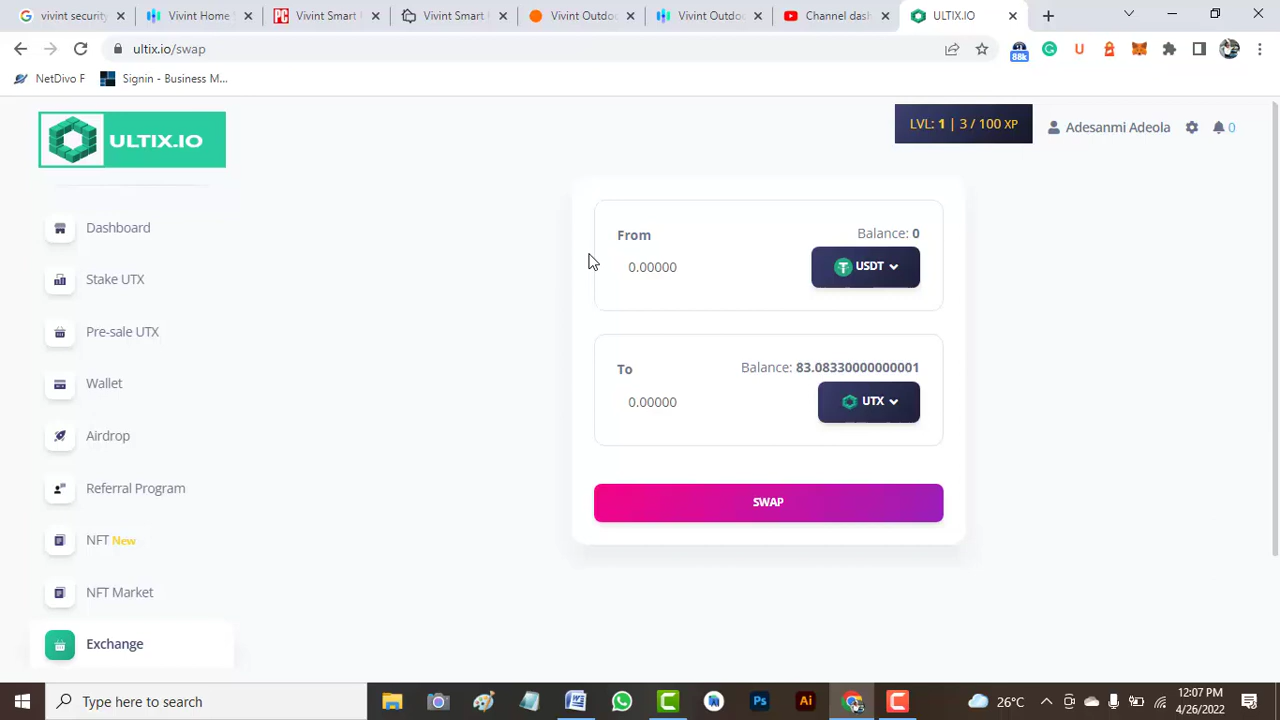 vivint security
Vivint Home
Vivint Smart
Vivint Smart
Vivint Outdo
Vivint Outdo
Channel dash
ULTIX.IO
ultix.io/swap
88k
NetDivo F
Signin - Business M...
ULTIX.IO
LVL: 1 | 3 / 100 XP
Adesanmi Adeola
0
Dashboard
Stake UTX
Pre-sale UTX
Wallet
Airdrop
Referral Program
NFT New
NFT Market
Exchange
From
Balance: 0
0.00000
USDT
To
Balance: 83.08330000000001
0.00000
UTX
SWAP
Type here to search
Ps
Ai
26°C
12:07 PM
4/26/2022